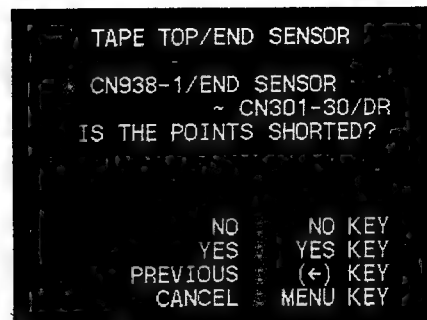 TAPE TOP/END SENSOR
CN938-1/END SENSOR
~ CN301-30/DR
IS THE POINTS SHORTED?
NO NO KEY
YES YES KEY
PREVIOUS (←) KEY
CANCEL MENU KEY